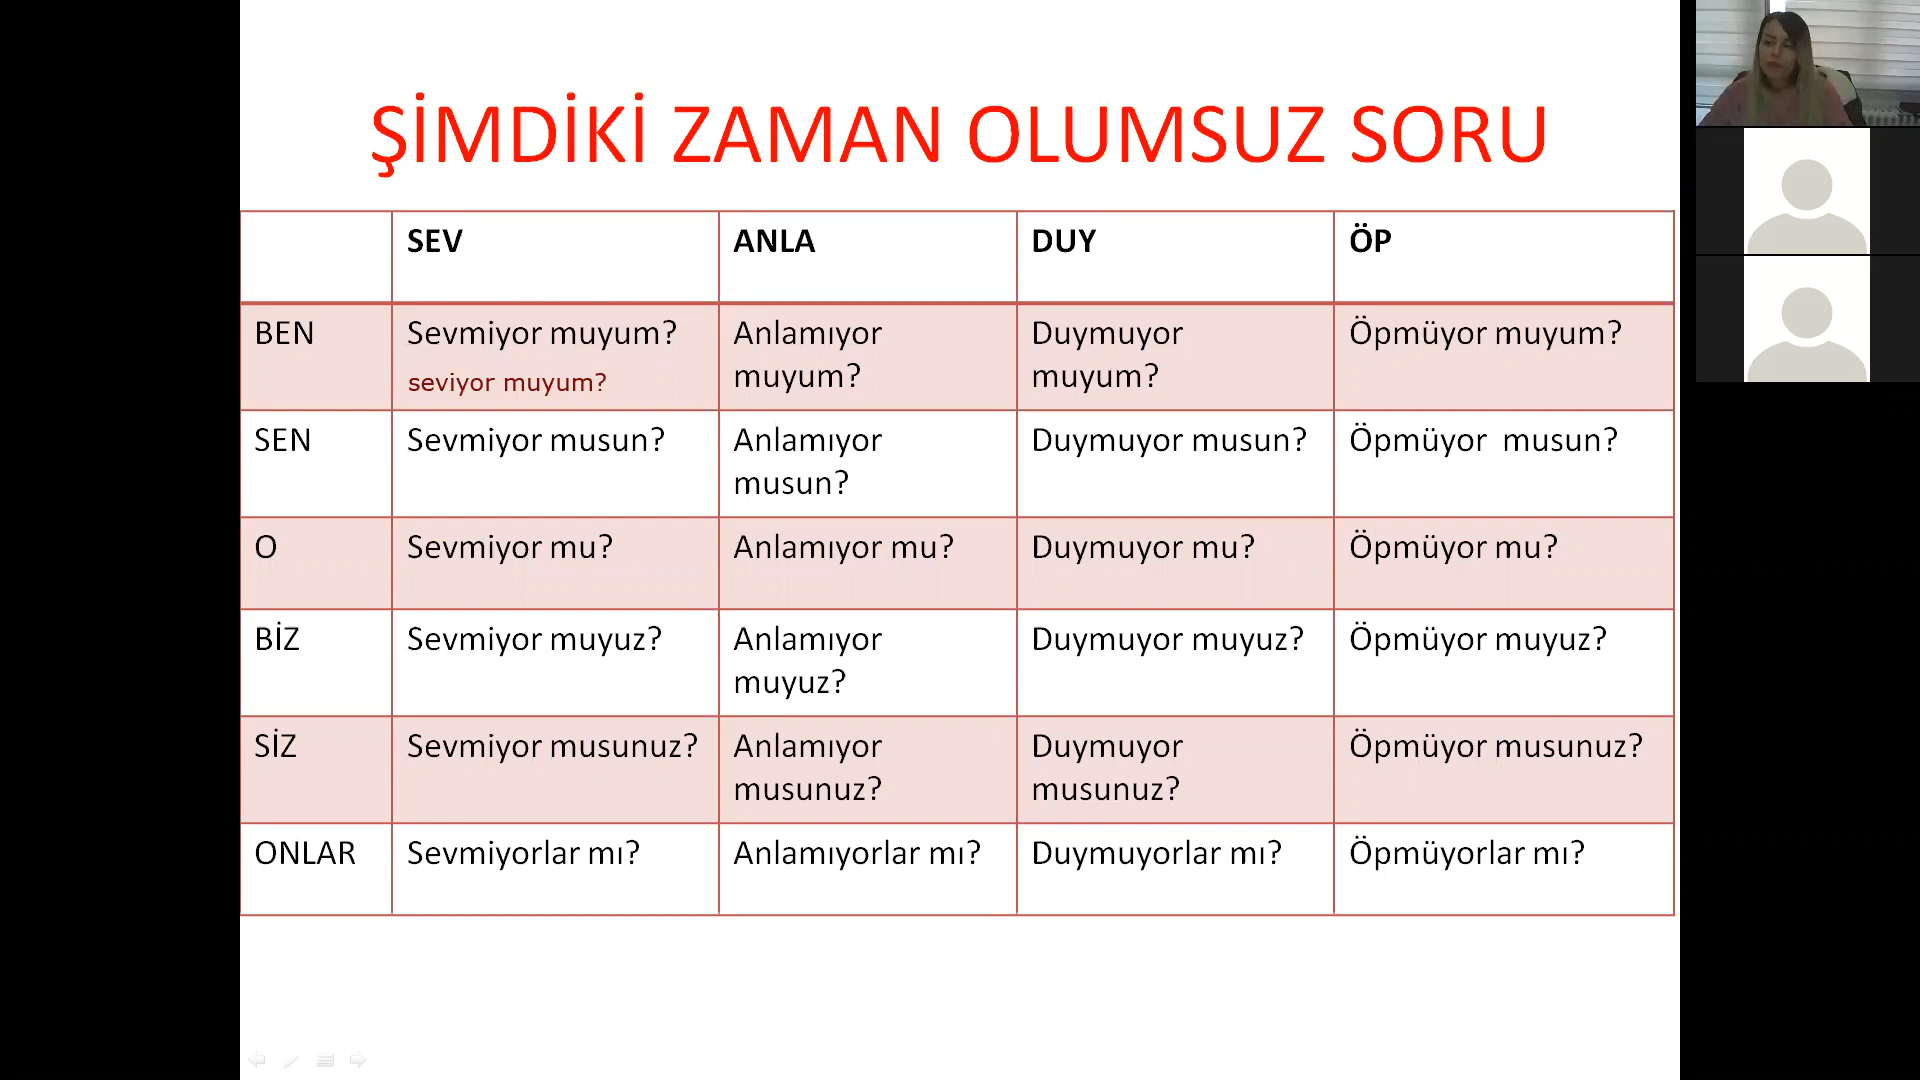 ŞİMDİKİ ZAMAN OLUMSUZ SORU
SEV ANLA DUY ÖP
BEN Sevmiyor muyum? Anlamıyor Duymuyor Öpmüyor muyum?
seviyor muyum? muyum? muyum?
SEN Sevmiyor musun? Anlamıyor Duymuyor musun? Öpmüyor musun?
musun?
O Sevmiyor mu? Anlamıyor mu? Duymuyor mu? Öpmüyor mu?
BİZ Sevmiyor muyuz? Anlamıyor Duymuyor muyuz? Öpmüyor muyuz?
muyuz?
SİZ Sevmiyor musunuz? Anlamıyor Duymuyor Öpmüyor musunuz?
musunuz? musunuz?
ONLAR Sevmiyorlar mı? Anlamıyorlar mı? Duymuyorlar mı? Öpmüyorlar mı?